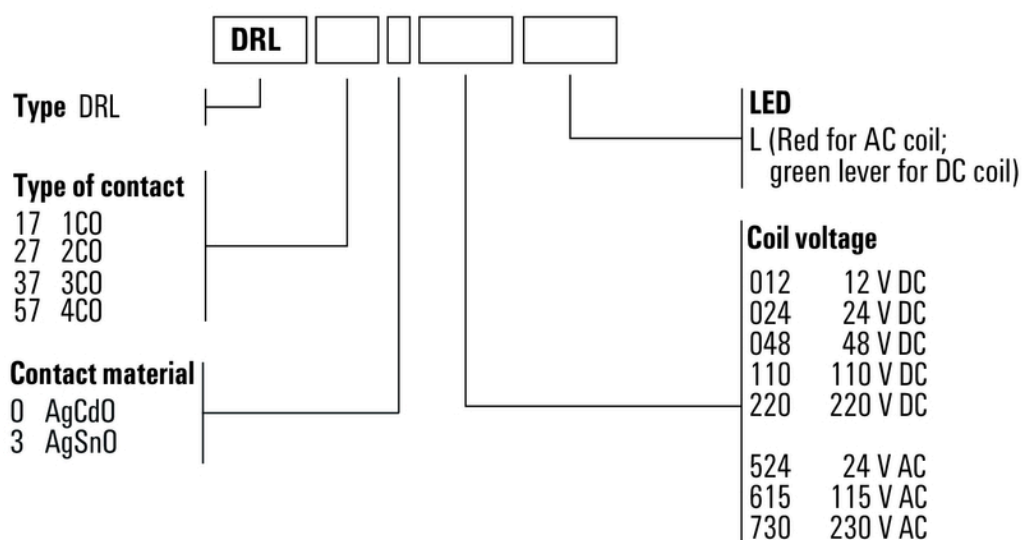 DRL
Type DRL
Type of contact
17 1CO
27 2CO
37 3CO
57 4CO
Contact material
0 AgCdO
3 AgSnO
LED
L (Red for AC coil;
green lever for DC coil)
Coil voltage
012 12 V DC
024 24 V DC
048 48 V DC
110 110 V DC
220 220 V DC
524 24 V AC
615 115 V AC
730 230 V AC